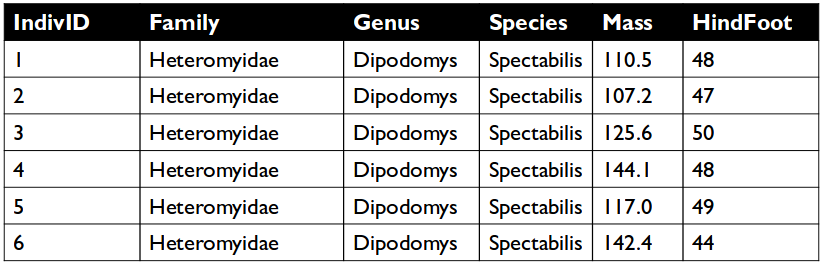 IndivID Family Genus Species Mass HindFoot
1 Heteromyidae Dipodomys Spectabilis 110.5 48
2 Heteromyidae Dipodomys Spectabilis 107.2 47
3 Heteromyidae Dipodomys Spectabilis 125.6 50
4 Heteromyidae Dipodomys Spectabilis 144.1 48
5 Heteromyidae Dipodomys Spectabilis 117.0 49
6 Heteromyidae Dipodomys Spectabilis 142.4 44